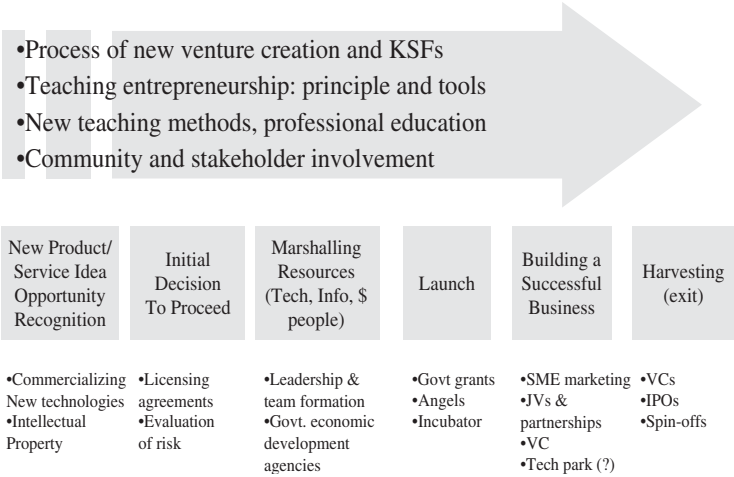 •Process of new venture creation and KSFs
•Teaching entrepreneurship: principle and tools
•New teaching methods, professional education
•Community and stakeholder involvement
New Product/
Service Idea
Opportunity
Recognition
Initial
Decision
To Proceed
Marshalling
Resources
(Tech, Info, $
people)
Launch
Building a
Successful
Business
Harvesting
(exit)
•Commercializing
New technologies
•Intellectual
Property
•Licensing
agreements
•Evaluation
of risk
•Leadership &
team formation
•Govt. economic
development
agencies
•Govt grants
•Angels
•Incubator
•SME marketing
•JVs &
partnerships
•VC
•Tech park (?)
•VCs
•IPOs
•Spin-offs